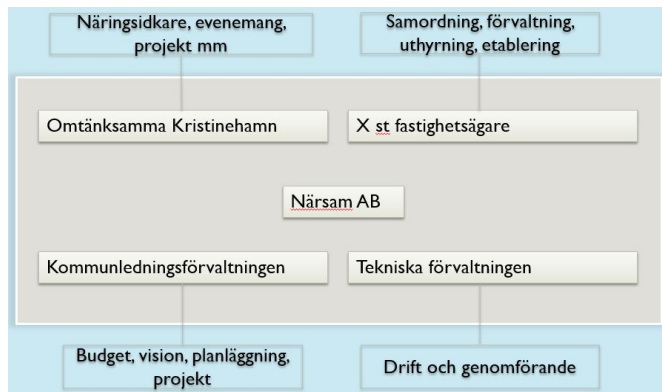 Näringsidkare, evenemang,
projekt mm
Samordning, förvaltning,
uthyrning, etablering
Omtänksamma Kristinehamn
X st fastighetsägare
Närsam AB
Kommunledningsförvaltningen
Tekniska förvaltningen
Budget, vision, planläggning,
projekt
Drift och genomförande